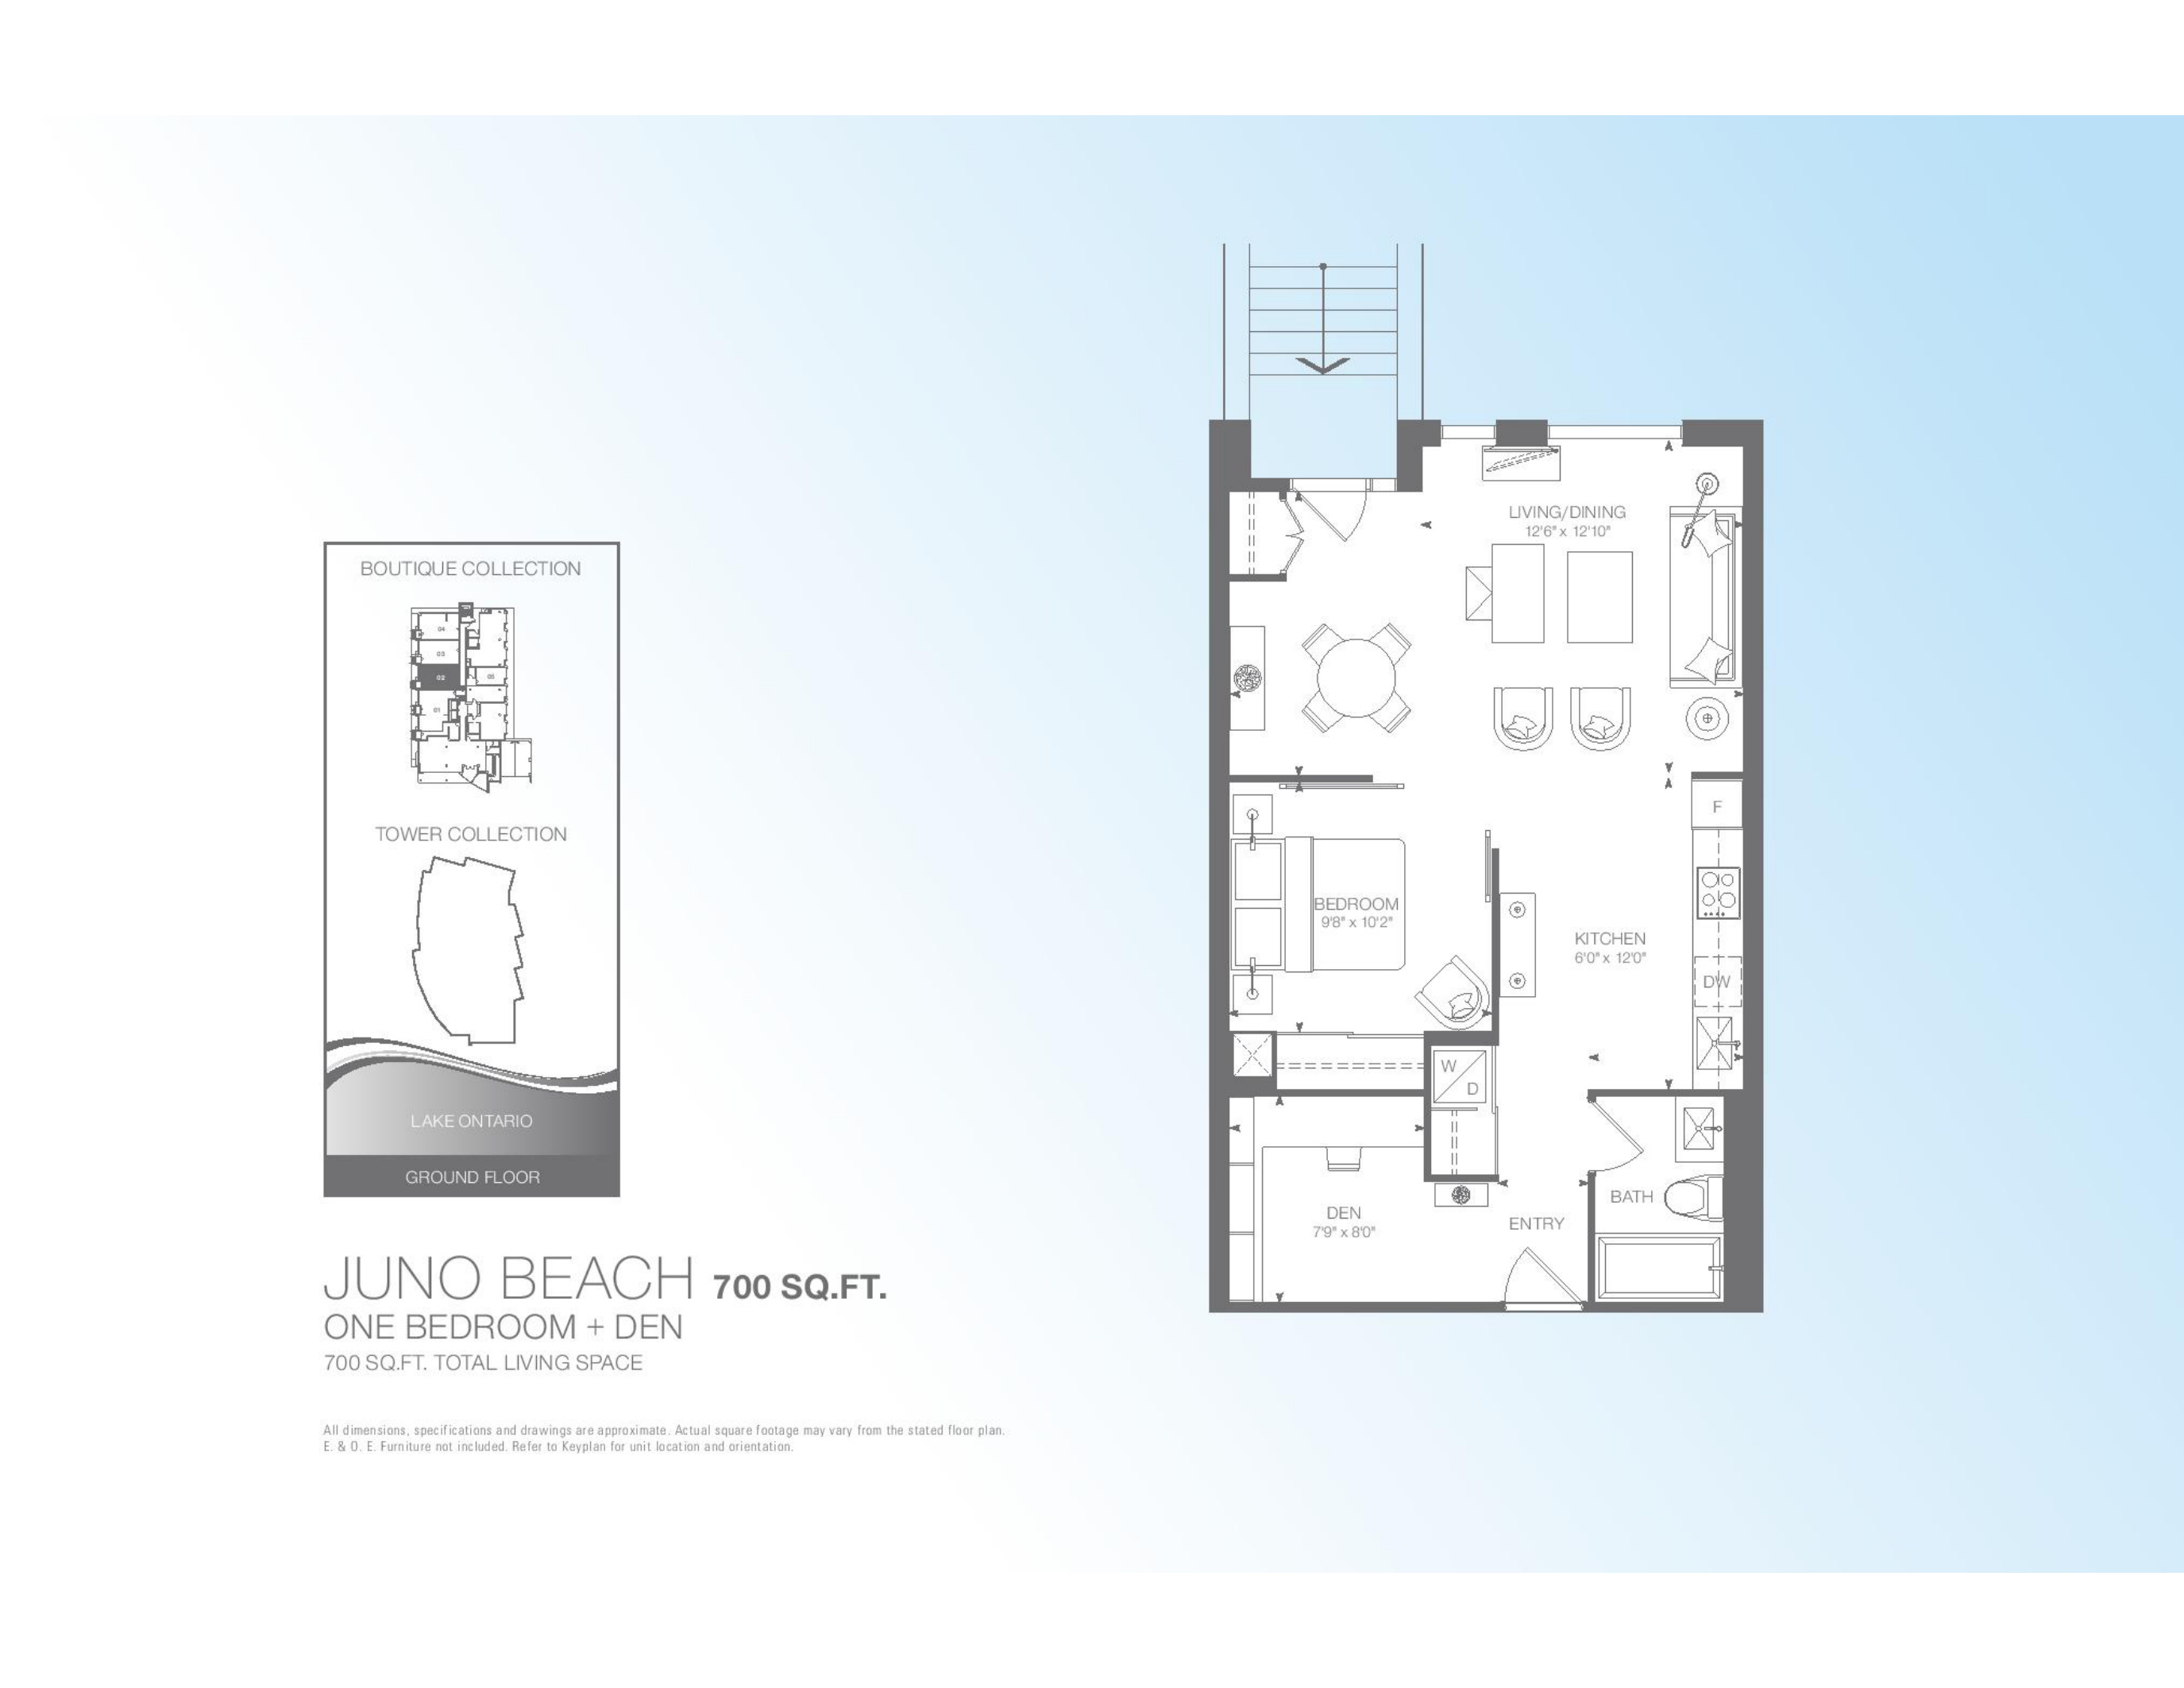 BOUTIQUE COLLECTION
04
03
02
05
01
TOWER COLLECTION
LAKE ONTARIO
GROUND FLOOR
JUNO BEACH 700 SQ.FT.
ONE BEDROOM + DEN
700 SQ.FT. TOTAL LIVING SPACE
All dimensions, specifications and drawings are approximate. Actual square footage may vary from the stated floor plan.
E. & O. E. Furniture not included. Refer to Keyplan for unit location and orientation.
LIVING/DINING
12'6" x 12'10"
F
BEDROOM
9'8" x 10'2"
KITCHEN
6'0" x 12'0"
DW
W
D
BATH
DEN
7'9" x 8'0"
ENTRY